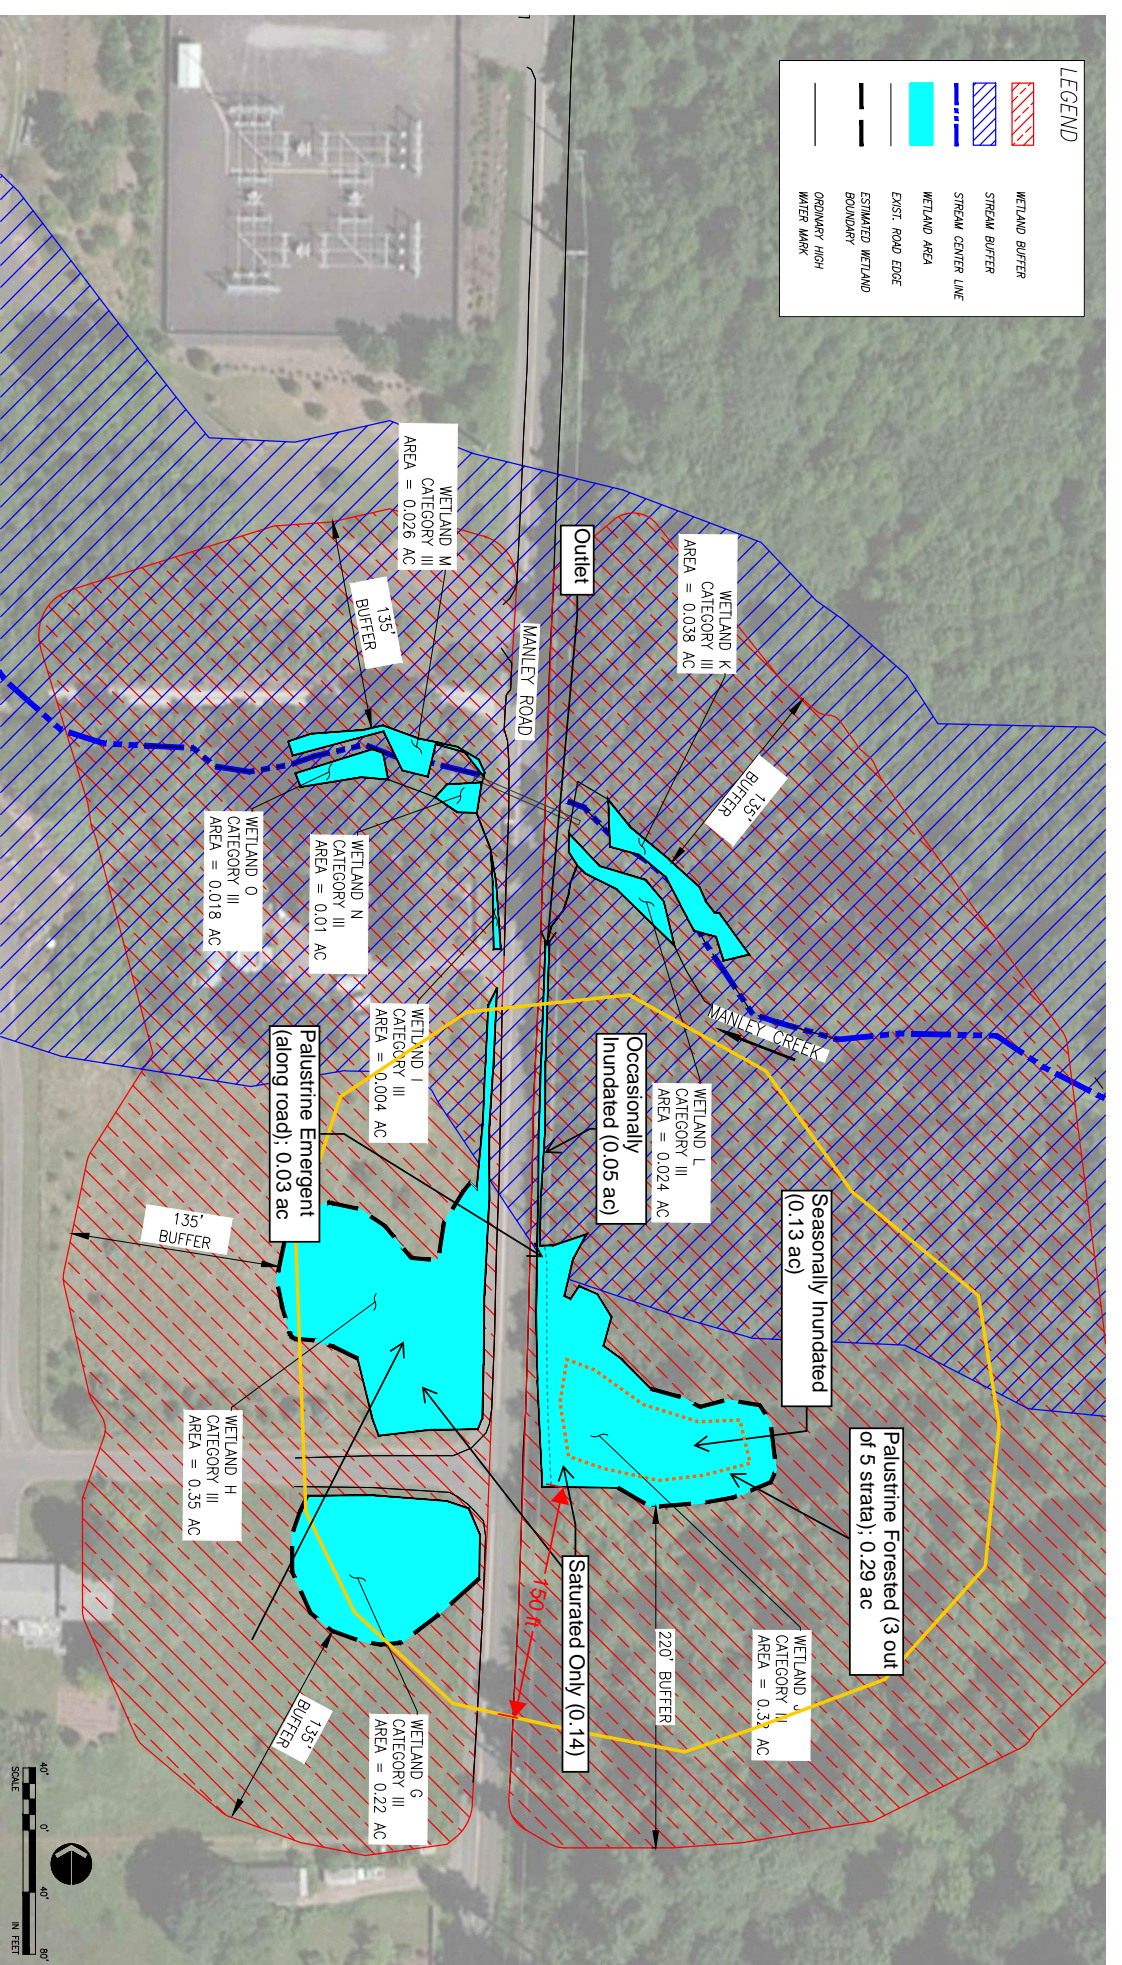 LEGEND
WETLAND BUFFER
STREAM BUFFER
STREAM CENTER LINE
WETLAND AREA
EXIST. ROAD EDGE
ESTIMATED WETLAND
BOUNDARY
ORDINARY HIGH
WATER MARK
WETLAND M
CATEGORY III
AREA = 0.026 AC
Outlet
WETLAND K
CATEGORY III
AREA = 0.038 AC
135'
BUFFER
MANLEY ROAD
135'
BUFFER
WETLAND O
CATEGORY III
AREA = 0.018 AC
WETLAND N
CATEGORY III
AREA = 0.01 AC
WETLAND I
CATEGORY III
AREA = 0.004 AC
MANLEY CREEK
WETLAND L
CATEGORY III
AREA = 0.024 AC
Occasionally
Inundated (0.05 ac)
Palustrine Emergent
(along road); 0.03 ac
Seasonally Inundated
(0.13 ac)
135'
BUFFER
Palustrine Forested (3 out
of 5 strata); 0.29 ac
WETLAND H
CATEGORY III
AREA = 0.35 AC
Saturated Only (0.14)
150 ft
220' BUFFER
WETLAND
CATEGORY
AREA =
AC
135'
BUFFER
WETLAND G
CATEGORY III
AREA = 0.22 AC
40' 0' 40' 80'
SCALE IN FEET